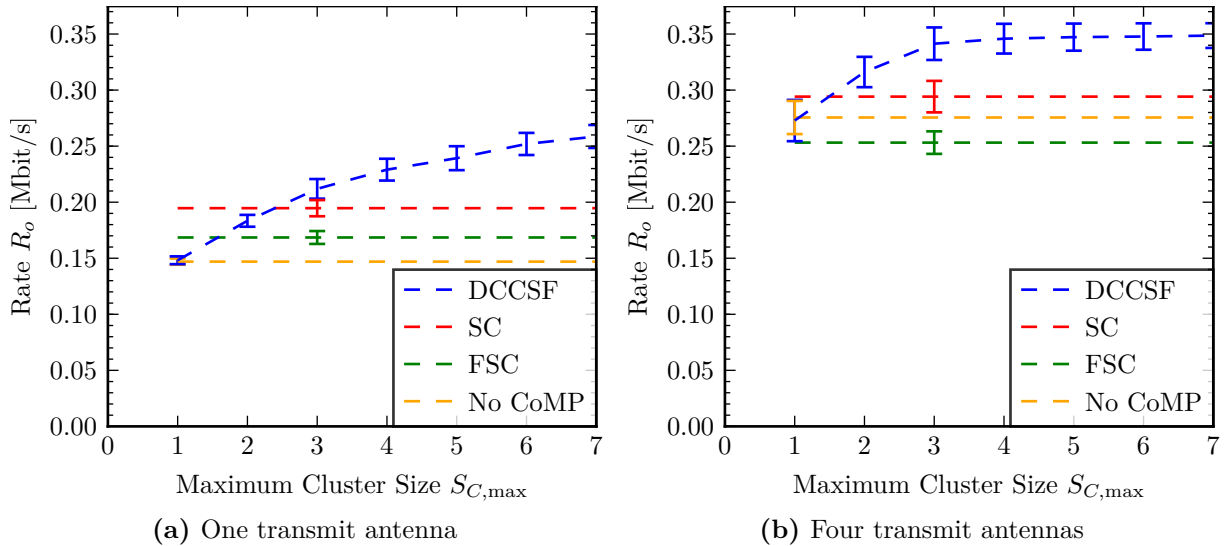 0.35
0.30
0.25
0.20
0.15
0.10
0.05
0.00
Rate R_o [Mbit/s]
0 1 2 3 4 5 6 7
Maximum Cluster Size S_{C,max}
DCCSF
SC
FSC
No CoMP
(a) One transmit antenna
0.35
0.30
0.25
0.20
0.15
0.10
0.05
0.00
Rate R_o [Mbit/s]
0 1 2 3 4 5 6 7
Maximum Cluster Size S_{C,max}
DCCSF
SC
FSC
No CoMP
(b) Four transmit antennas